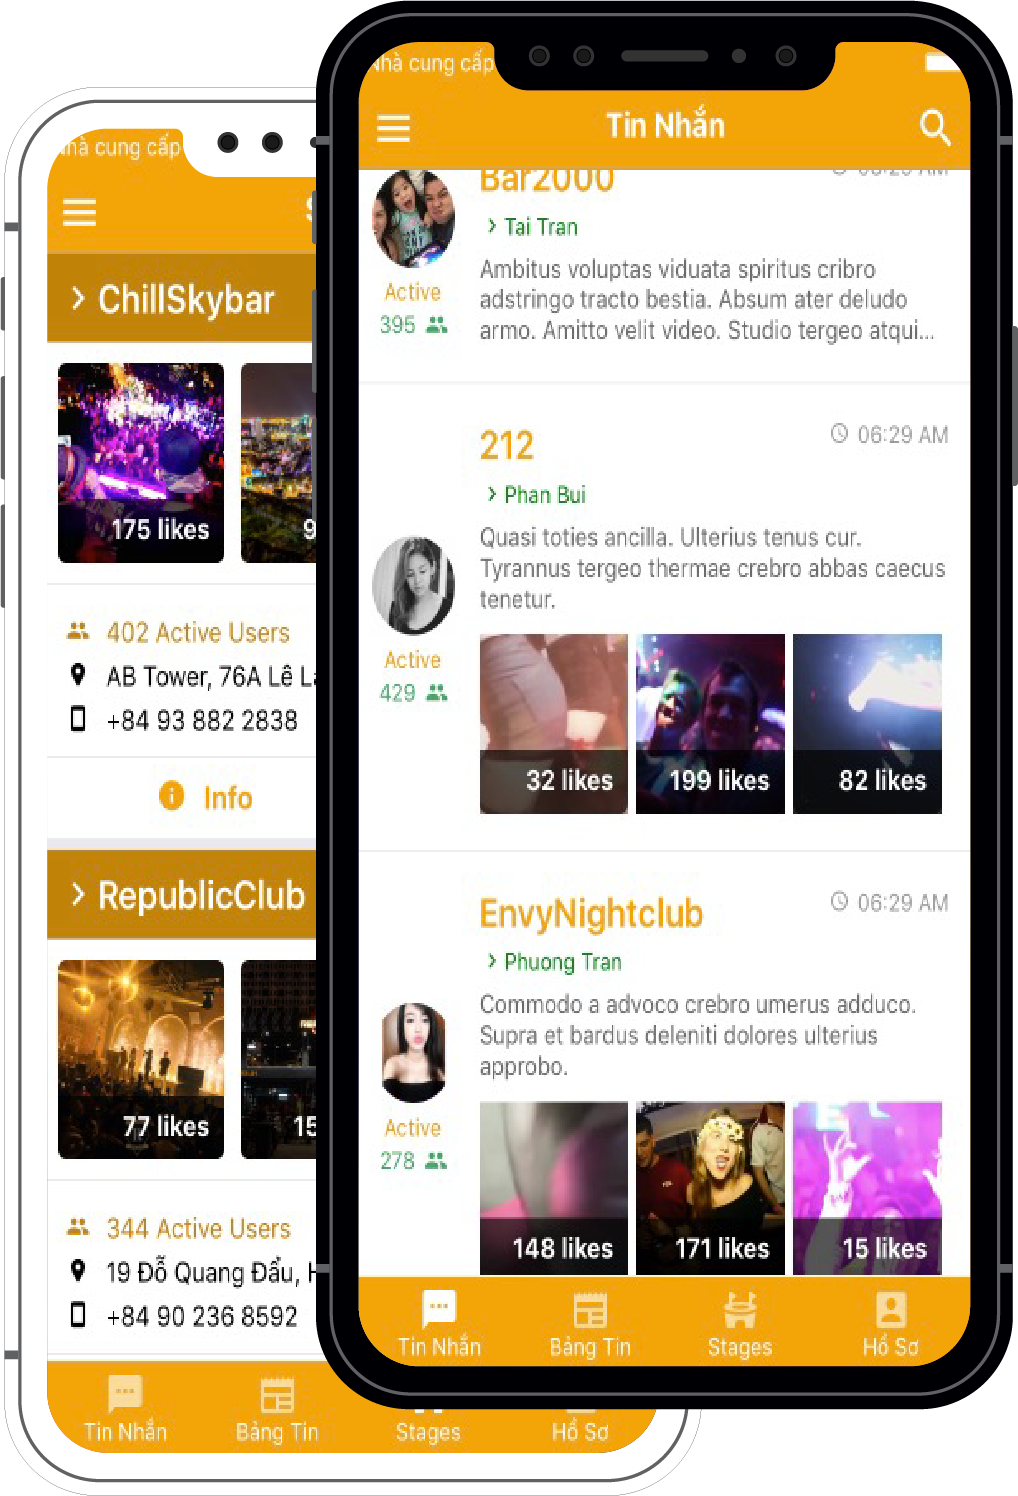 Nhà cung cấp
Tin Nhắn
Bar2000
08:29 AM
Tai Tran
Ambitus voluptas viduata spiritus cribro
adstringo tracto bestia. Absum ater deludo
armo. Amitto velit video. Studio tergeo atqui...
Active
395
212
06:29 AM
Phan Bui
Quasi toties ancilla. Ulterius tenus cur.
Tyrannus tergeo thermae crebro abbas caecus
tenetur.
Active
429
32 likes
199 likes
82 likes
EnvyNightclub
06:29 AM
Phuong Tran
Commodo a advoco crebro umerus adduco.
Supra et bardus deleniti dolores ulterius
approbo.
Active
278
148 likes
171 likes
15 likes
Tin Nhắn
Bảng Tin
Stages
Hồ Sơ
Nhà cung cấp
S
ChillSkybar
175 likes
9
402 Active Users
AB Tower, 76A Lê La
+84 93 882 2838
Info
RepublicClub
77 likes
15
344 Active Users
19 Đỗ Quang Đẩu, H
+84 90 236 8592
Tin Nhắn
Bảng Tin
Stages
Hồ Sơ